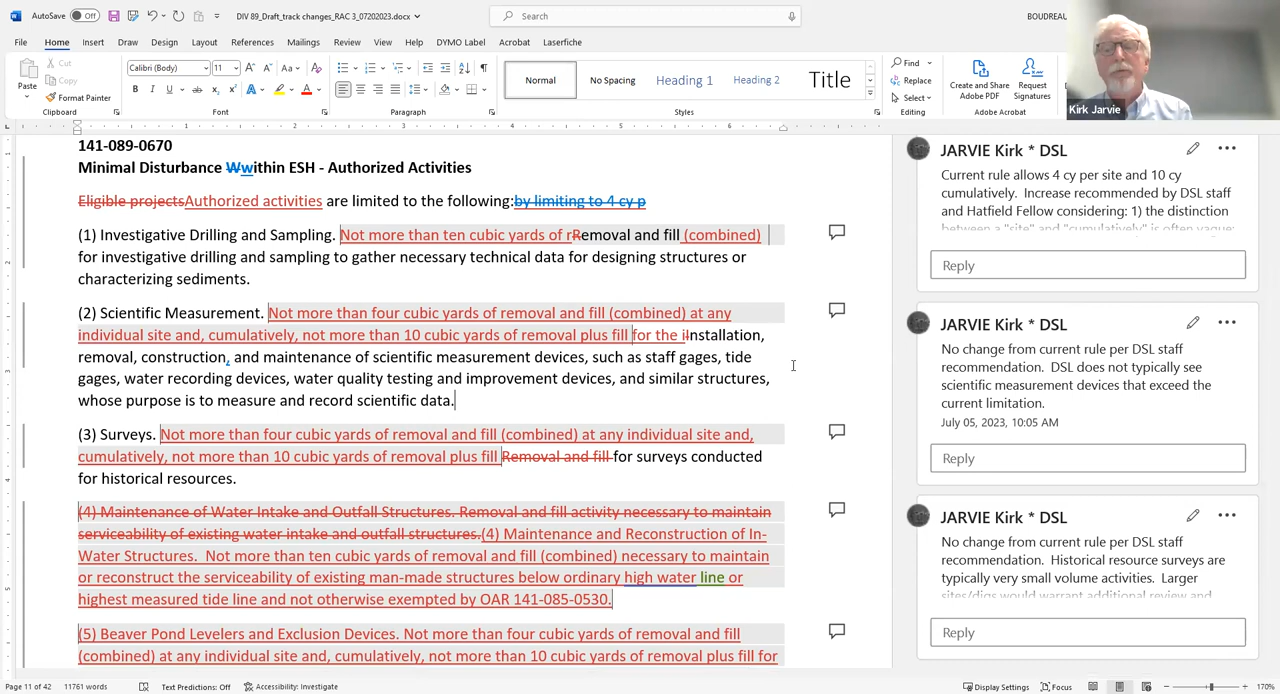 AutoSave Off DIV 89_Draft_track changes_RAC 3_07202023.docx Search BOUDREAU
File Home Insert Draw Design Layout References Mailings Review View Help DYMO Label Acrobat Laserfiche
Paste Cut Copy Format Painter
Calibri (Body) 11
Normal No Spacing Heading 1 Heading 2 Title
Find Replace Select
Create and Share Adobe PDF Request Signatures
Clipboard Font Paragraph Styles Editing Adobe Acrobat
Kirk Jarvie
141-089-0670
Minimal Disturbance Wwithin ESH - Authorized Activities
Eligible projectsAuthorized activities are limited to the following:by limiting to 4 cy p
(1) Investigative Drilling and Sampling. Not more than ten cubic yards of rRemoval and fill (combined)
for investigative drilling and sampling to gather necessary technical data for designing structures or
characterizing sediments.
(2) Scientific Measurement. Not more than four cubic yards of removal and fill (combined) at any
individual site and, cumulatively, not more than 10 cubic yards of removal plus fill for the iInstallation,
removal, construction, and maintenance of scientific measurement devices, such as staff gages, tide
gages, water recording devices, water quality testing and improvement devices, and similar structures,
whose purpose is to measure and record scientific data.
(3) Surveys. Not more than four cubic yards of removal and fill (combined) at any individual site and,
cumulatively, not more than 10 cubic yards of removal plus fill Removal and fill for surveys conducted
for historical resources.
(4) Maintenance of Water Intake and Outfall Structures. Removal and fill activity necessary to maintain
serviceability of existing water intake and outfall structures.(4) Maintenance and Reconstruction of In-
Water Structures. Not more than ten cubic yards of removal and fill (combined) necessary to maintain
or reconstruct the serviceability of existing man-made structures below ordinary high water line or
highest measured tide line and not otherwise exempted by OAR 141-085-0530.
(5) Beaver Pond Levelers and Exclusion Devices. Not more than four cubic yards of removal and fill
(combined) at any individual site and, cumulatively, not more than 10 cubic yards of removal plus fill for
JARVIE Kirk * DSL
Current rule allows 4 cy per site and 10 cy
cumulatively. Increase recommended by DSL staff
and Hatfield Fellow considering: 1) the distinction
between a "site" and "cumulatively" is often vague;
Reply
JARVIE Kirk * DSL
No change from current rule per DSL staff
recommendation. DSL does not typically see
scientific measurement devices that exceed the
current limitation.
July 05, 2023, 10:05 AM
Reply
JARVIE Kirk * DSL
No change from current rule per DSL staff
recommendation. Historical resource surveys are
typically very small volume activities. Larger
sites/digs would warrant additional review and
Reply
Page 11 of 42 11761 words Text Predictions: Off Accessibility: Investigate Display Settings Focus 170%